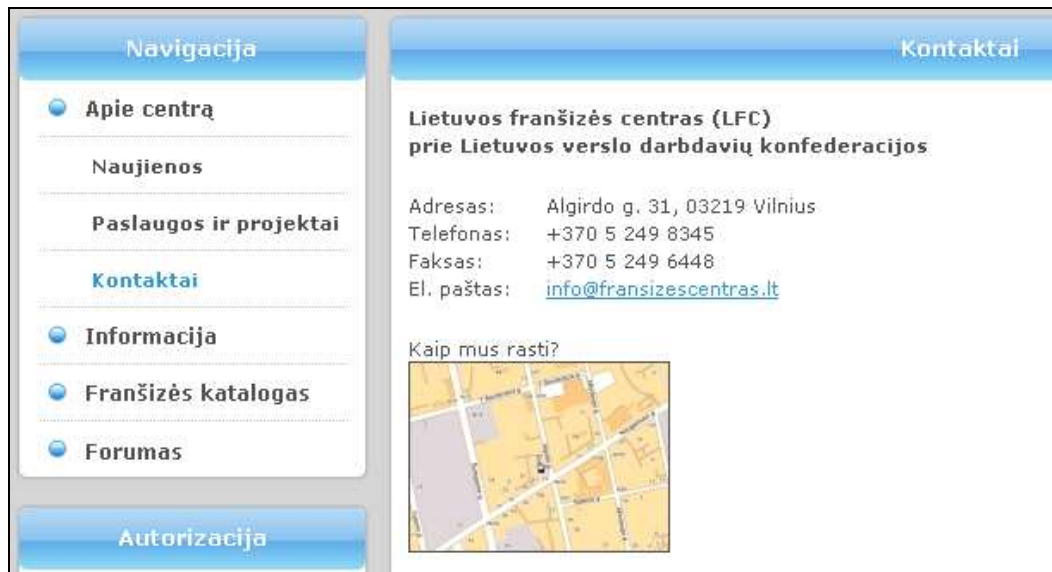 Navigacija
Apie centrą
Naujienos
Paslaugos ir projektai
Kontaktai
Informacija
Franšizės katalogas
Forumas
Autorizacija
Kontaktai
Lietuvos franšizės centras (LFC)
prie Lietuvos verslo darbdavių konfederacijos
Adresas: Algirdo g. 31, 03219 Vilnius
Telefonas: +370 5 249 8345
Faksas: +370 5 249 6448
El. paštas: info@fransizescentras.lt
Kaip mus rasti?